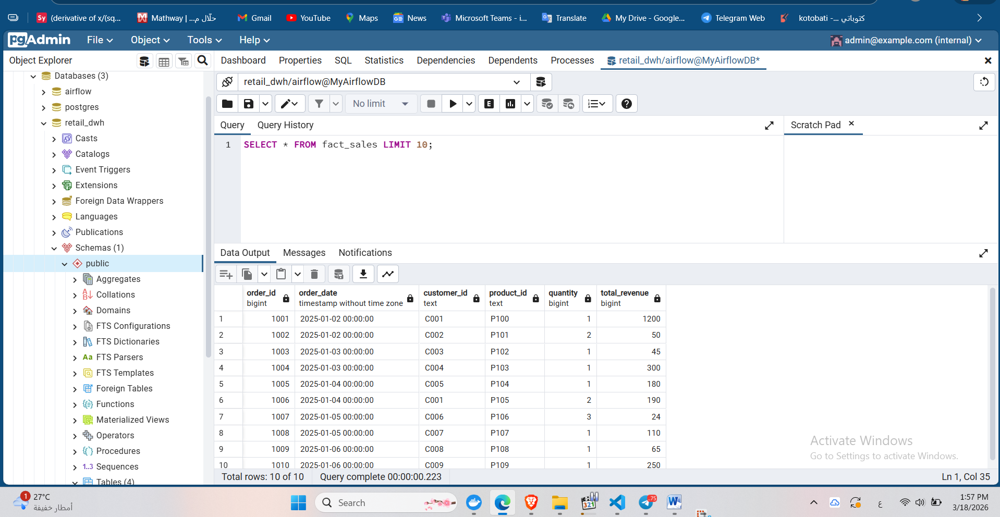 Sy (derivative of x/(sq...
Mathway | ...حلّال م
Gmail
YouTube
Maps
News
Microsoft Teams - i...
Translate
My Drive - Google...
Telegram Web
kotobati -... كتوباتي
pgAdmin File Object Tools Help admin@example.com (internal)
Object Explorer
Dashboard Properties SQL Statistics Dependencies Dependents Processes retail_dwh/airflow@MyAirflowDB*
Databases (3)
airflow
postgres
retail_dwh
Casts
Catalogs
Event Triggers
Extensions
Foreign Data Wrappers
Languages
Publications
Schemas (1)
public
Aggregates
Collations
Domains
FTS Configurations
FTS Dictionaries
Aa FTS Parsers
FTS Templates
Foreign Tables
Functions
Materialized Views
Operators
Procedures
1..3 Sequences
Tables (4)
retail_dwh/airflow@MyAirflowDB
No limit
E
Query Query History
Scratch Pad
1 SELECT * FROM fact_sales LIMIT 10;
Data Output Messages Notifications
order_id order_date customer_id product_id quantity total_revenue
bigint timestamp without time zone text text bigint bigint
1 1001 2025-01-02 00:00:00 C001 P100 1 1200
2 1002 2025-01-02 00:00:00 C002 P101 2 50
3 1003 2025-01-03 00:00:00 C003 P102 1 45
4 1004 2025-01-03 00:00:00 C004 P103 1 300
5 1005 2025-01-04 00:00:00 C005 P104 1 180
6 1006 2025-01-04 00:00:00 C001 P105 2 190
7 1007 2025-01-05 00:00:00 C006 P106 3 24
8 1008 2025-01-05 00:00:00 C007 P107 1 110
9 1009 2025-01-06 00:00:00 C008 P108 1 65
10 1010 2025-01-06 00:00:00 C009 P109 1 250
Activate Windows
Go to Settings to activate Windows.
Total rows: 10 of 10 Query complete 00:00:00.223 Ln 1, Col 35
1 27°C
أمطار خفيفة
Search
321
.75
W
ع
1:57 PM
3/18/2026